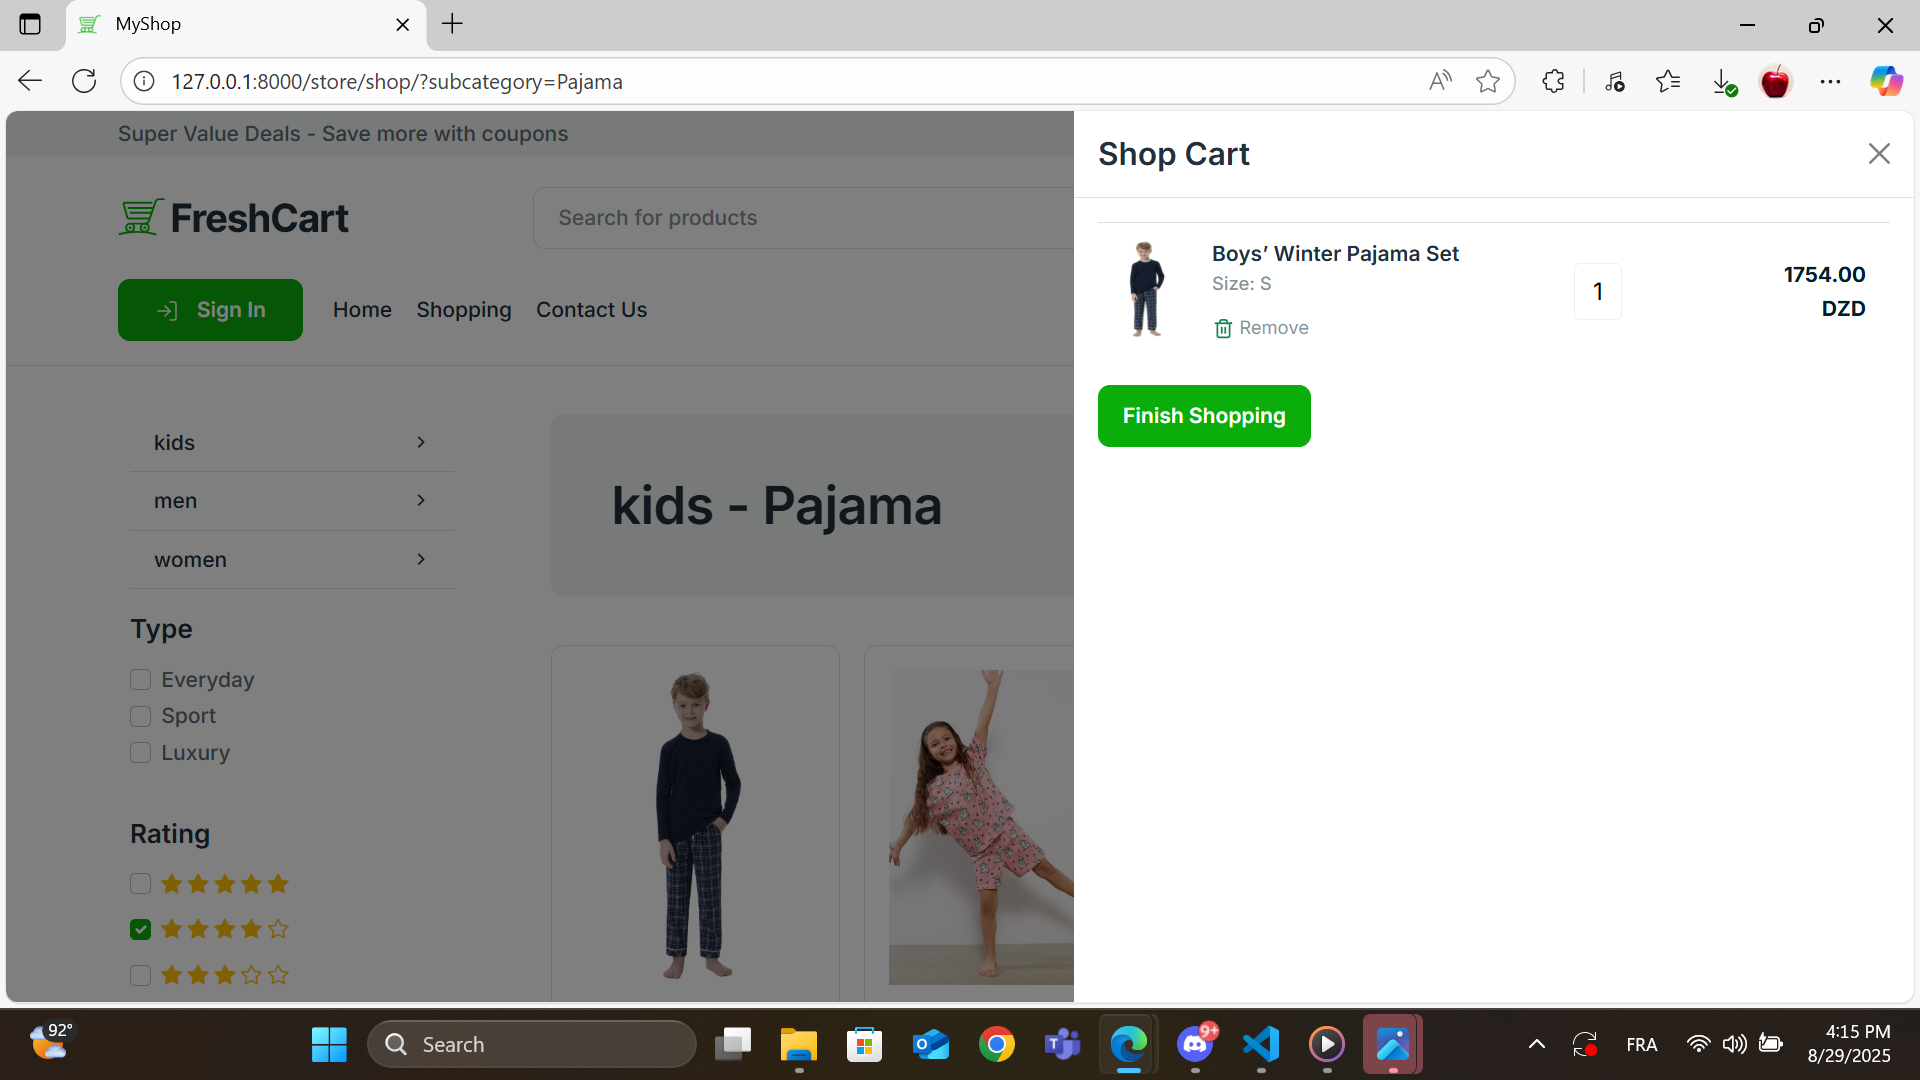 MyShop
127.0.0.1:8000/store/shop/?subcategory=Pajama
Super Value Deals - Save more with coupons
FreshCart
Search for products
Sign In
Home
Shopping
Contact Us
kids
men
women
Type
Everyday
Sport
Luxury
Rating
kids - Pajama
Shop Cart
Boys’ Winter Pajama Set
Size: S
Remove
1
1754.00
DZD
Finish Shopping
92°
Search
9+
FRA
4:15 PM
8/29/2025